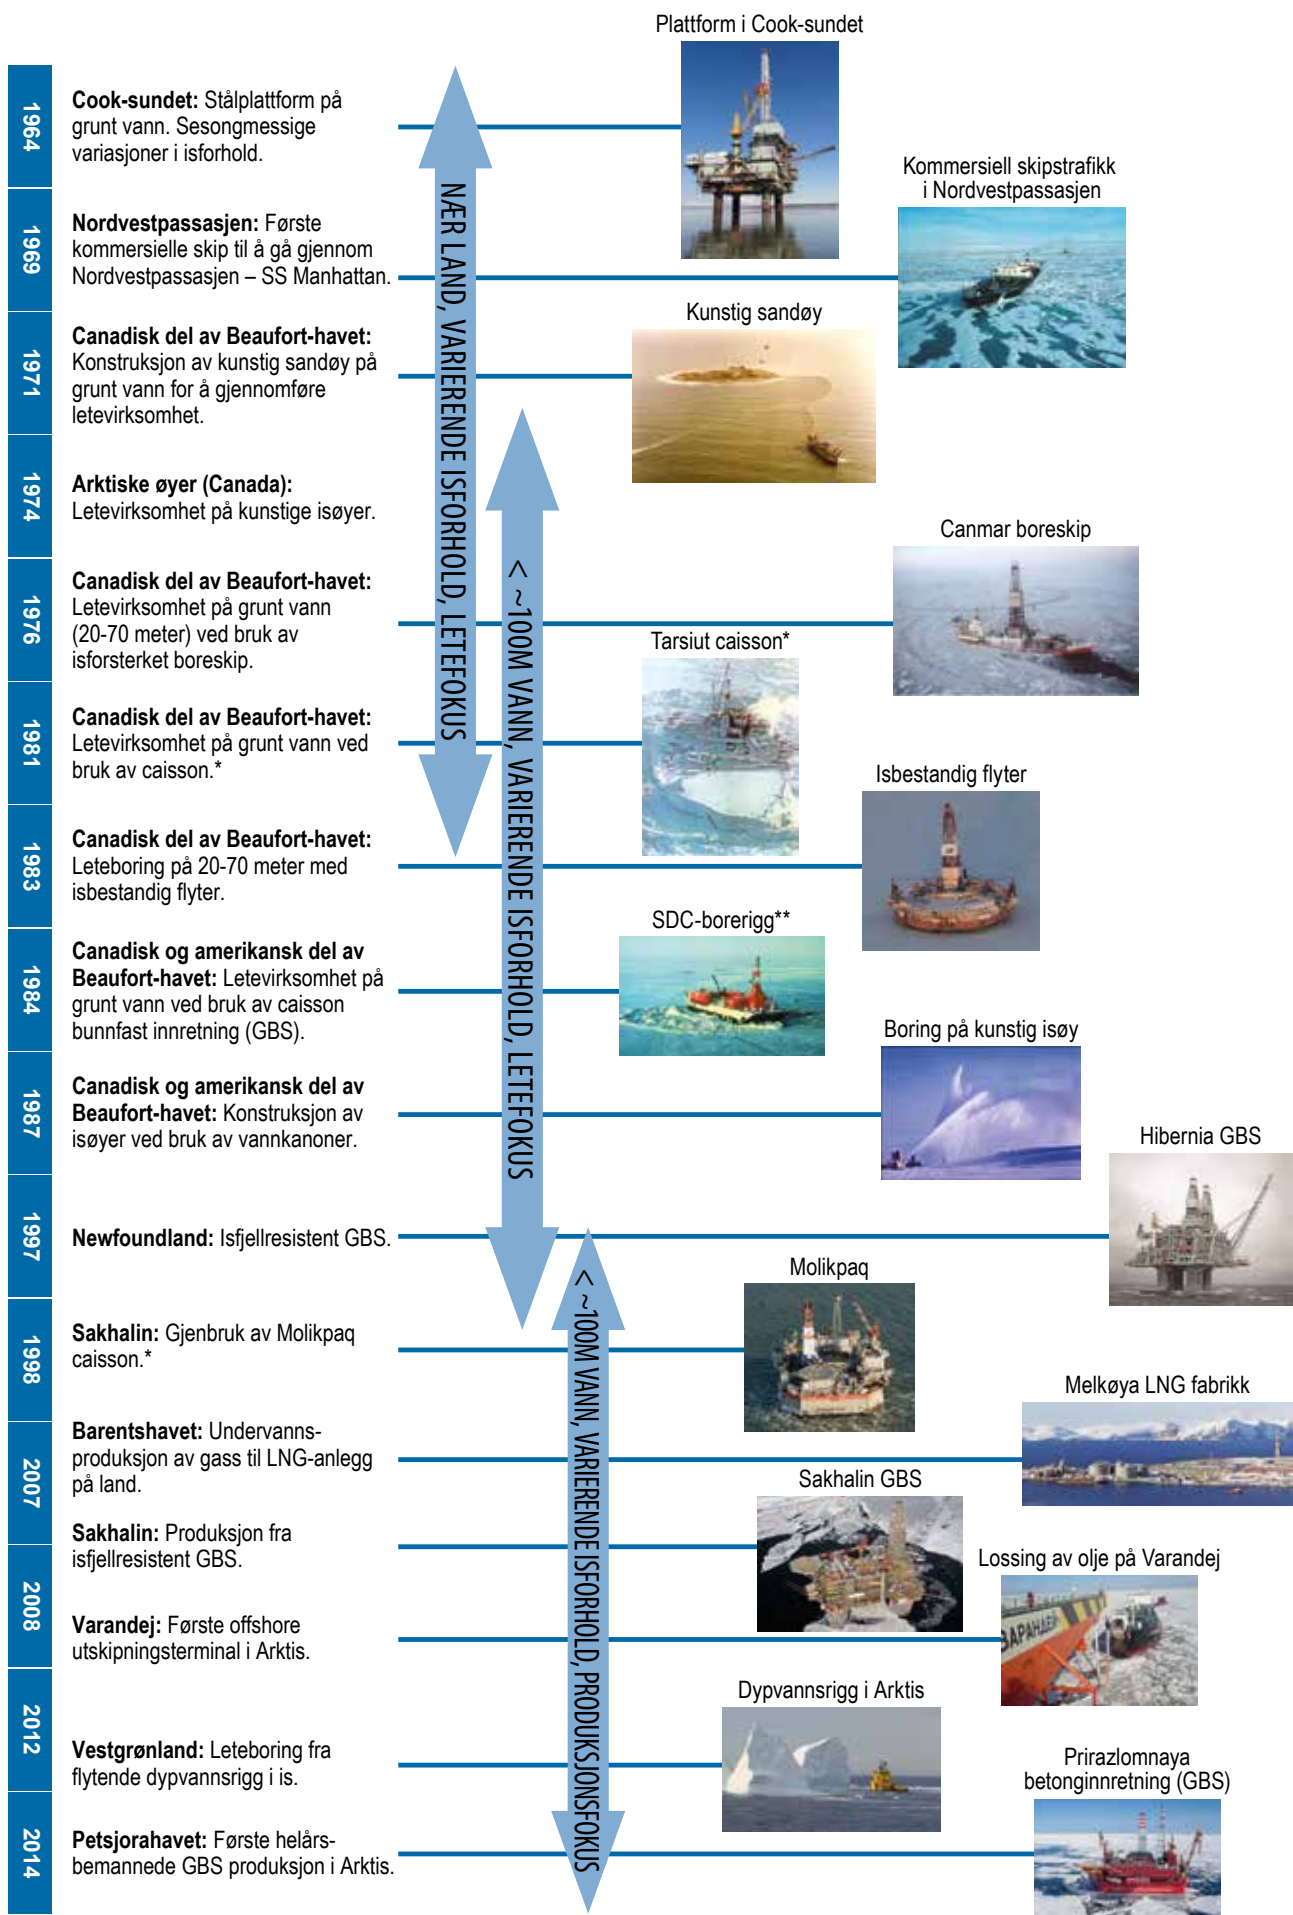 Plattform i Cook-sundet
1964
Cook-sundet: Stålplattform på
grunt vann. Sesongmessige
variasjoner i isforhold.
Kommersiell skipstrafikk
i Nordvestpassasjen
1969
Nordvestpassasjen: Første
kommersielle skip til å gå gjennom
Nordvestpassasjen – SS Manhattan.
Kunstig sandøy
1971
Canadisk del av Beaufort-havet:
Konstruksjon av kunstig sandøy på
grunt vann for å gjennomføre
letevirksomhet.
NÆR LAND, VARIERENDE ISFORHOLD, LETEFOKUS
1974
Arktiske øyer (Canada):
Letevirksomhet på kunstige isøyer.
Canmar boreskip
1976
Canadisk del av Beaufort-havet:
Letevirksomhet på grunt vann
(20-70 meter) ved bruk av
isforsterket boreskip.
Tarsiut caisson*
1981
Canadisk del av Beaufort-havet:
Letevirksomhet på grunt vann ved
bruk av caisson.*
Isbestandig flyter
< ~100M VANN, VARIERENDE ISFORHOLD, LETEFOKUS
1983
Canadisk del av Beaufort-havet:
Leteboring på 20-70 meter med
isbestandig flyter.
SDC-borerigg**
1984
Canadisk og amerikansk del av
Beaufort-havet: Letevirksomhet på
grunt vann ved bruk av caisson
bunnfast innretning (GBS).
Boring på kunstig isøy
1987
Canadisk og amerikansk del av
Beaufort-havet: Konstruksjon av
isøyer ved bruk av vannkanoner.
Hibernia GBS
1997
Newfoundland: Isfjellresistent GBS.
Molikpaq
1998
Sakhalin: Gjenbruk av Molikpaq
caisson.*
Melkøya LNG fabrikk
2007
Barentshavet: Undervanns-
produksjon av gass til LNG-anlegg
på land.
Sakhalin GBS
Sakhalin: Produksjon fra
isfjellresistent GBS.
< ~100M VANN, VARIERENDE ISFORHOLD, PRODUKSJONSFOKUS
Lossing av olje på Varandej
ВАРАНДЕЙ
2008
Varandej: Første offshore
utskipningsterminal i Arktis.
Dypvannsrigg i Arktis
2012
Vestgrønland: Leteboring fra
flytende dypvannsrigg i is.
Prirazlomnaya
betonginnretning (GBS)
2014
Petsjorahavet: Første helårs-
bemannede GBS produksjon i Arktis.